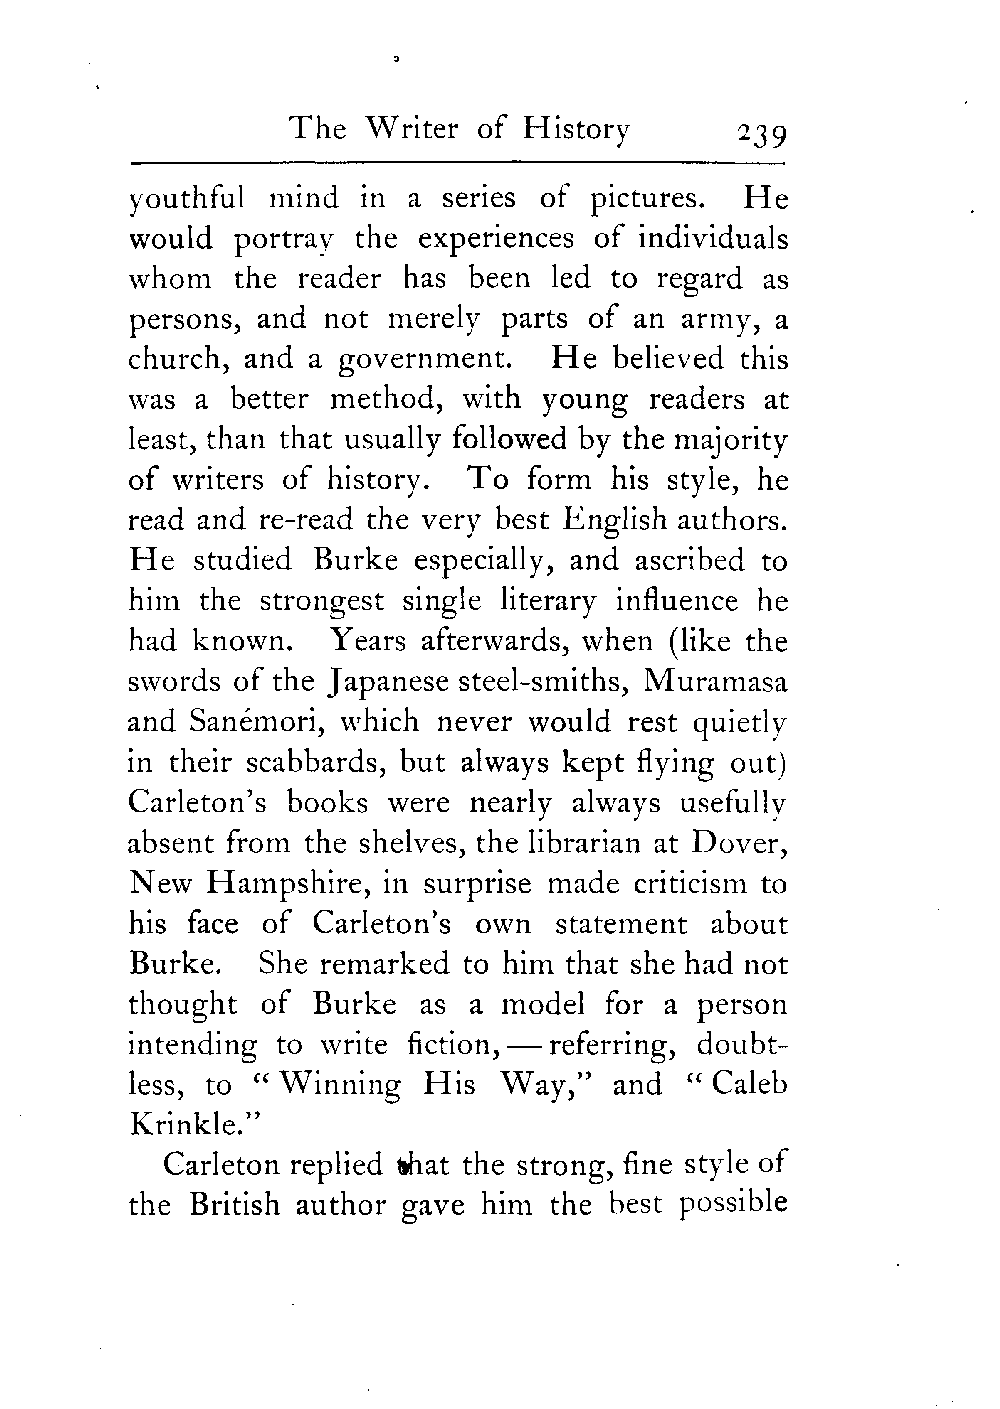 The Writer of History 239
youthful mind in a series of pictures. He
would portray the experiences of individuals
whom the reader has been led to regard as
persons, and not merely parts of an army, a
church, and a government. He believed this
was a better method, with young readers at
least, than that usually followed by the majority
of writers of history. To form his style, he
read and re-read the very best English authors.
He studied Burke especially, and ascribed to
him the strongest single literary influence he
had known. Years afterwards, when (like the
swords of the Japanese steel-smiths, Muramasa
and Sanémori, which never would rest quietly
in their scabbards, but always kept flying out)
Carleton's books were nearly always usefully
absent from the shelves, the librarian at Dover,
New Hampshire, in surprise made criticism to
his face of Carleton's own statement about
Burke. She remarked to him that she had not
thought of Burke as a model for a person
intending to write fiction, — referring, doubt-
less, to “ Winning His Way,” and “ Caleb
Krinkle.”
Carleton replied that the strong, fine style of
the British author gave him the best possible